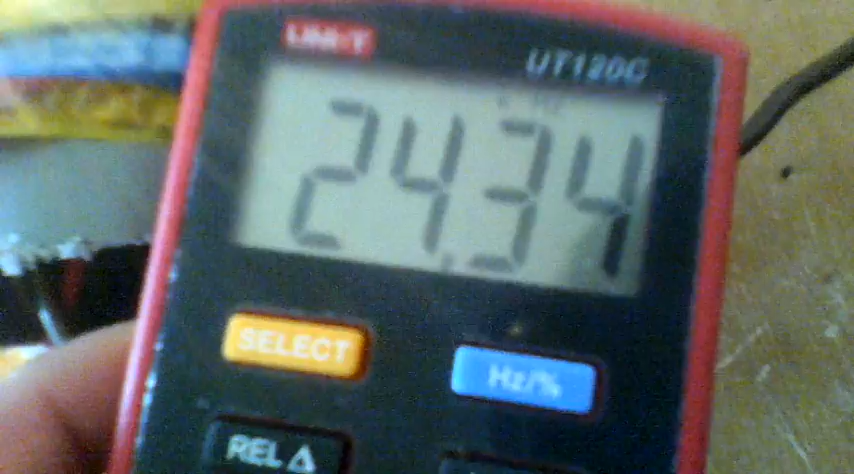 UNI-T
UT120C
24.34
SELECT
Hz/%
REL Δ